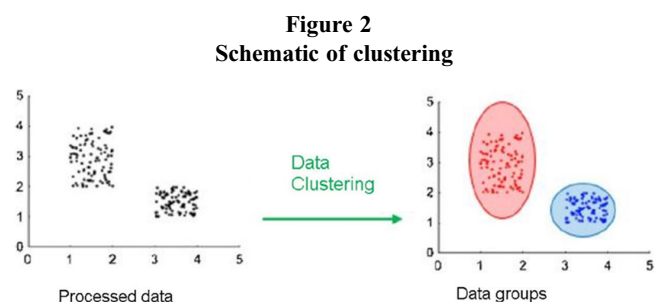 Figure 2
Schematic of clustering
5
4
3
2
1
0
0 1 2 3 4 5
Processed data
Data
Clustering
5
4
3
2
1
0
0 1 2 3 4 5
Data groups